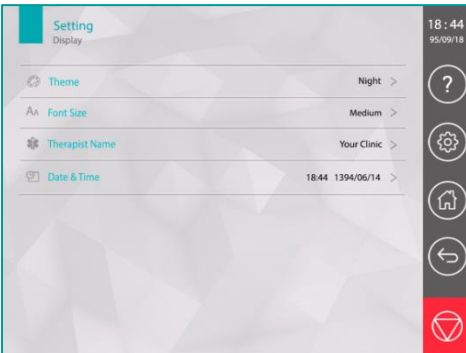 Setting
Display
18:44
95/09/18
Theme Night >
?
AA Font Size Medium >
Therapist Name Your Clinic >
Date & Time 18:44 1394/06/14 >